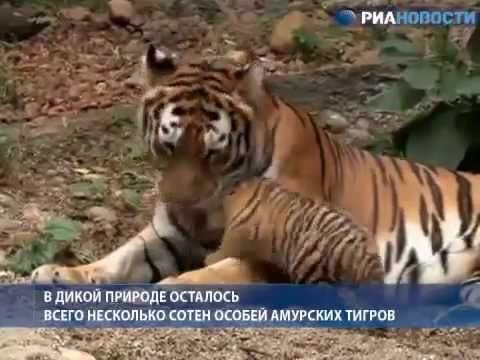 РИАНОВОСТИ
В ДИКОЙ ПРИРОДЕ ОСТАЛОСЬ
ВСЕГО НЕСКОЛЬКО СОТЕН ОСОБЕЙ АМУРСКИХ ТИГРОВ